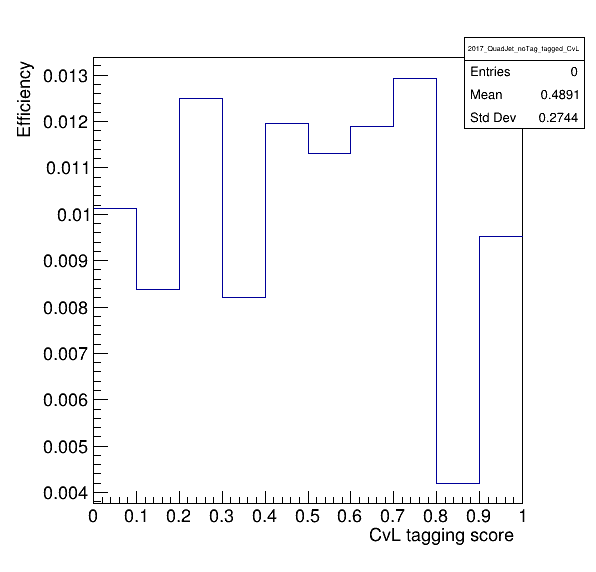 2017_QuadJet_noTag_tagged_CvL
Entries 0
Mean 0.4891
Std Dev 0.2744
Efficiency
0.013
0.012
0.011
0.01
0.009
0.008
0.007
0.006
0.005
0.004
0 0.1 0.2 0.3 0.4 0.5 0.6 0.7 0.8 0.9 1
CvL tagging score